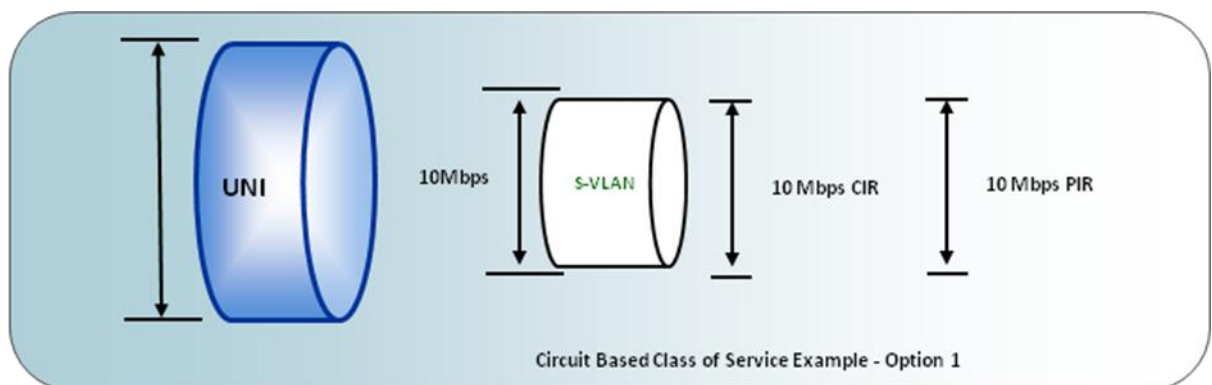 UNI
10Mbps
S-VLAN
10 Mbps CIR
10 Mbps PIR
Circuit Based Class of Service Example - Option 1